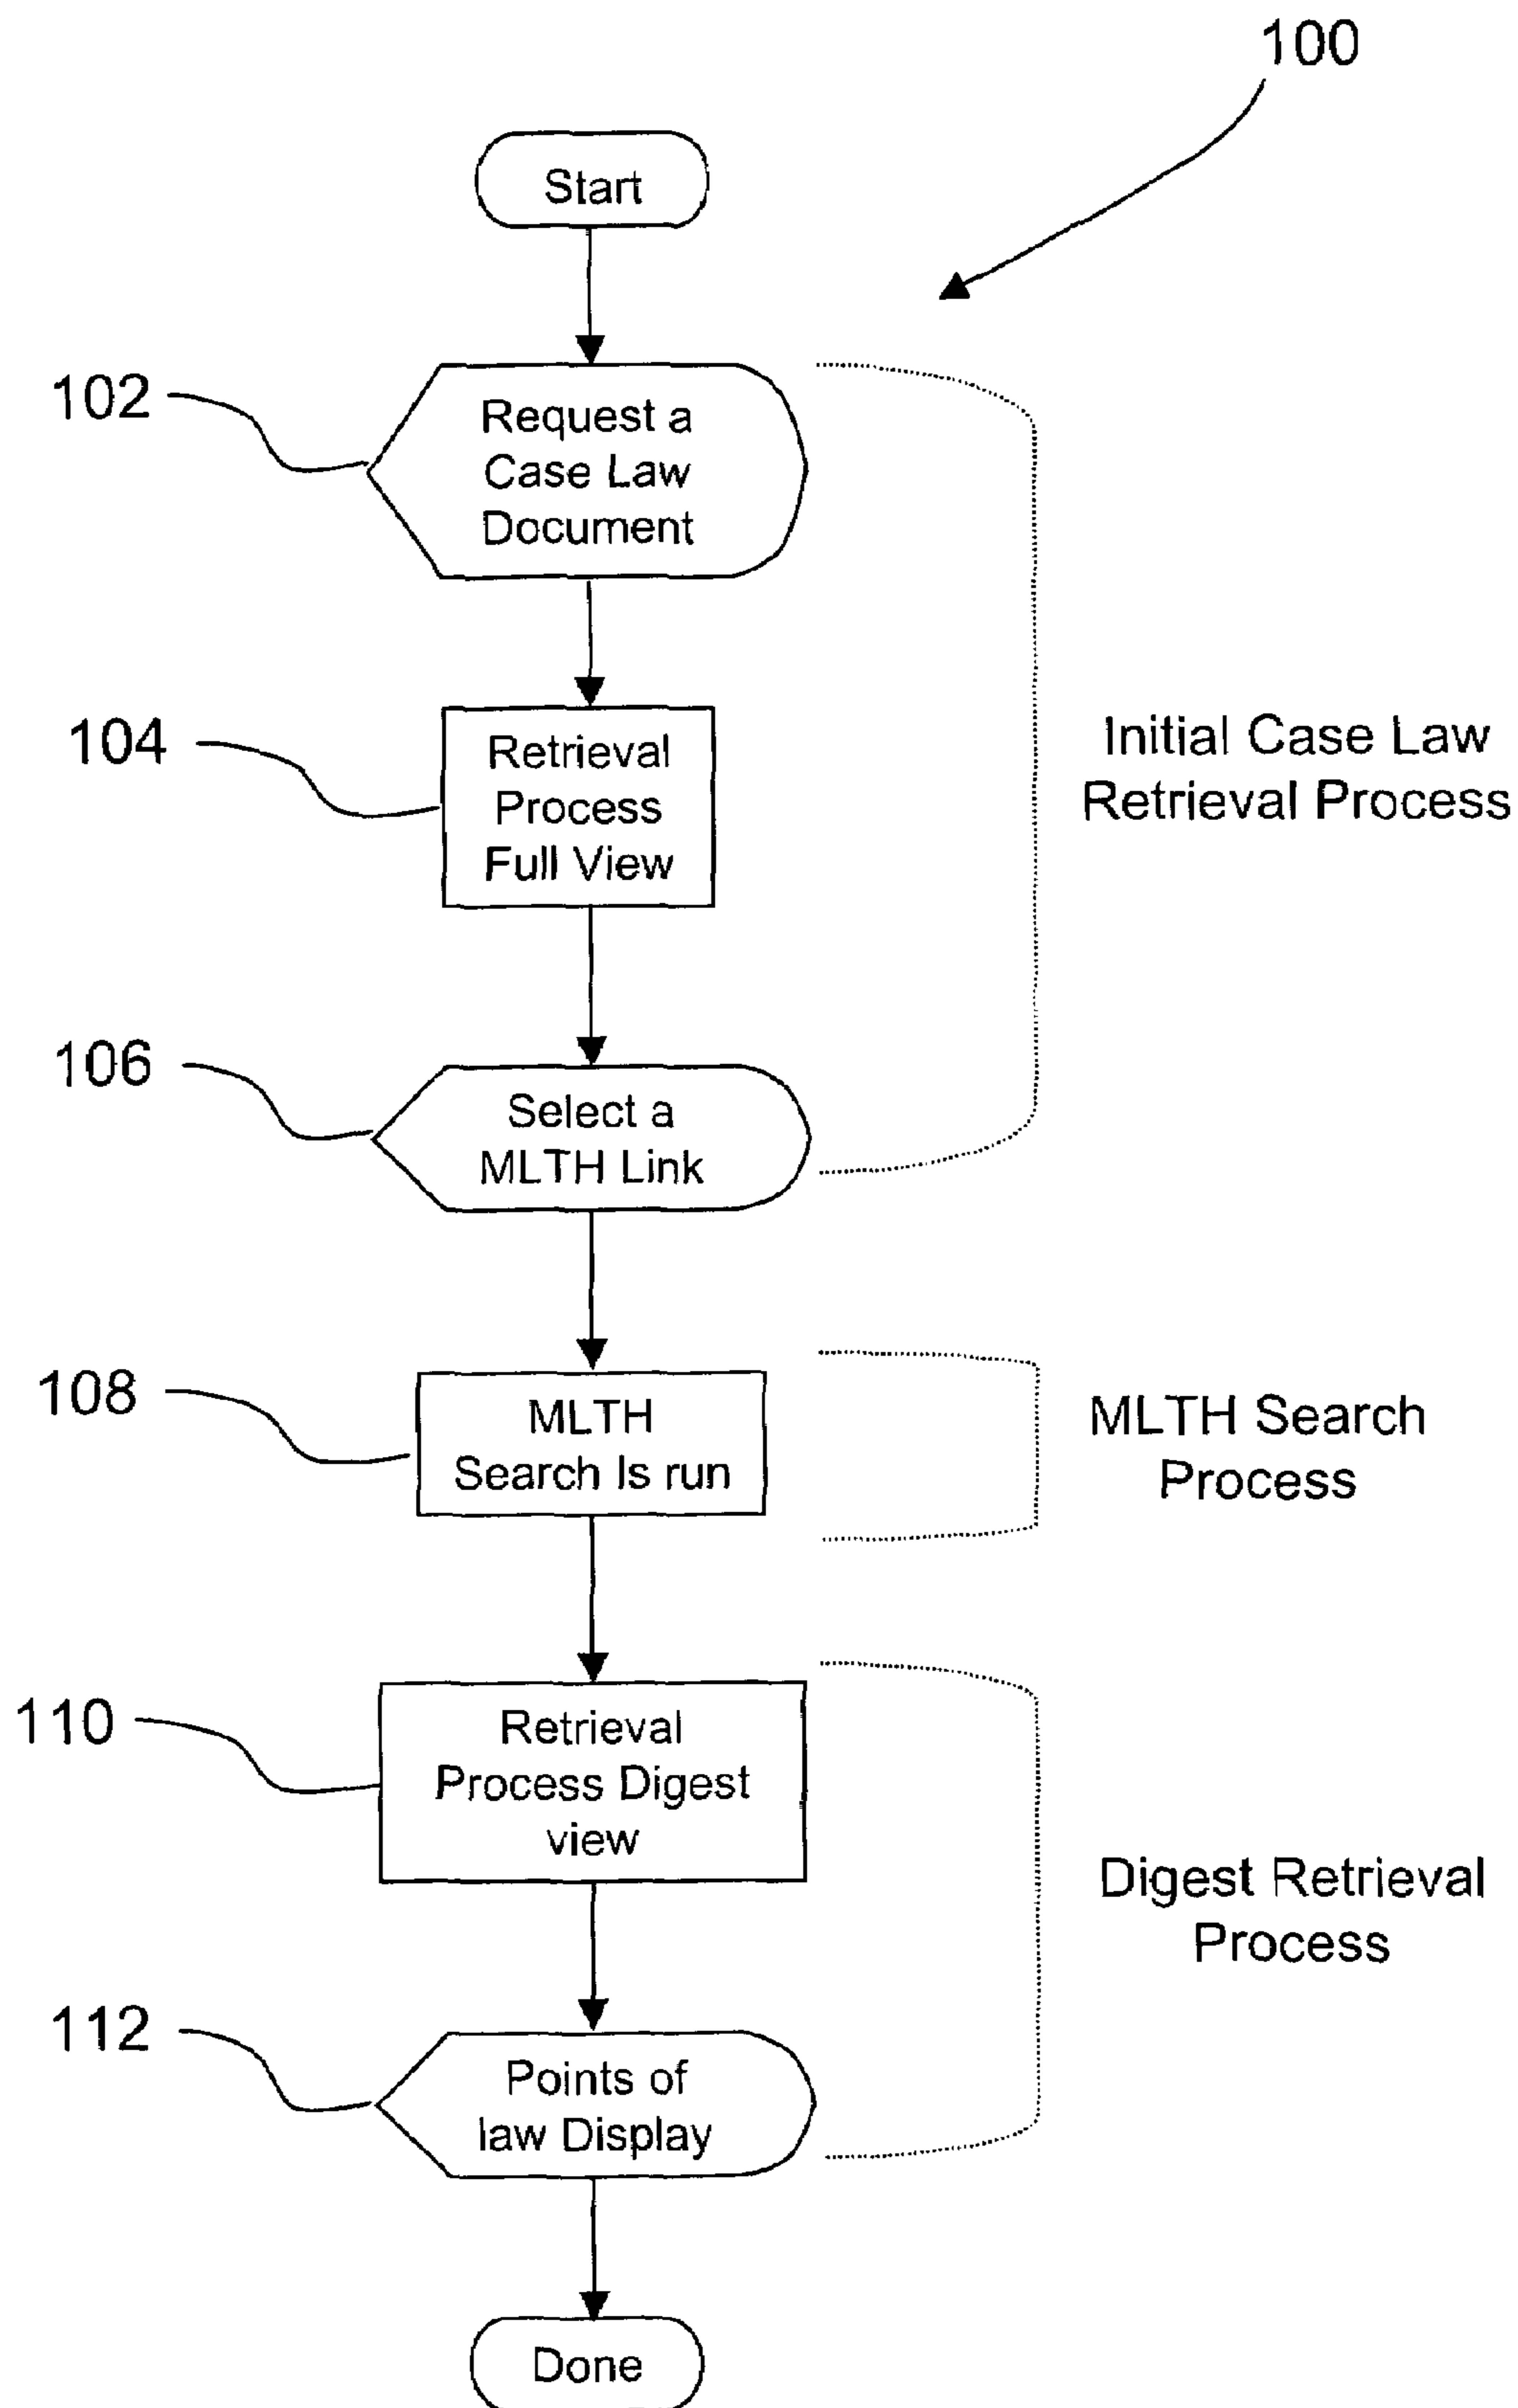 100
Start
102
Request a
Case Law
Document
104
Retrieval
Process
Full View
Initial Case Law
Retrieval Process
106
Select a
MLTH Link
108
MLTH
Search Is run
MLTH Search
Process
110
Retrieval
Process Digest
view
Digest Retrieval
Process
112
Points of
law Display
Done